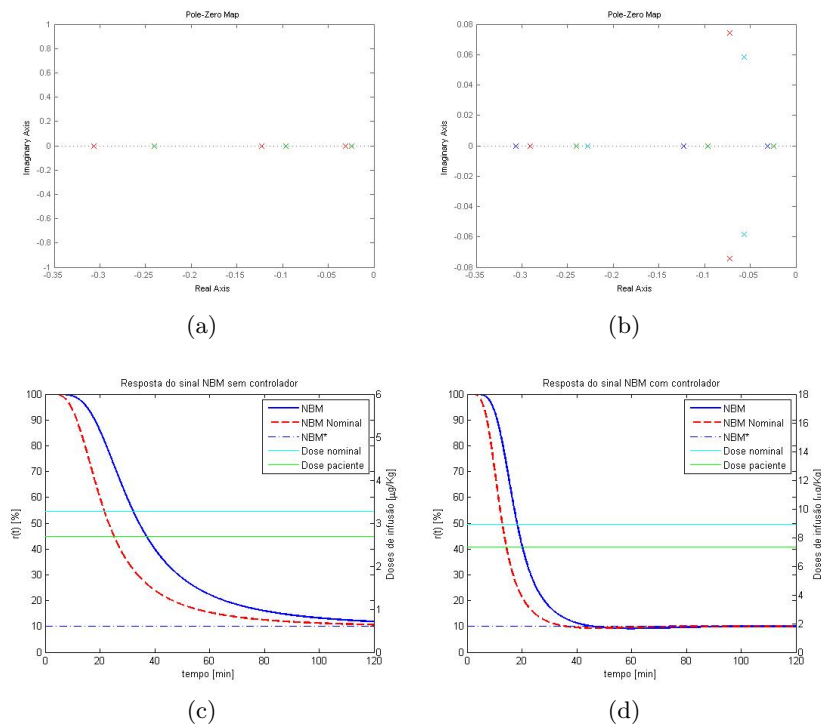 Pole-Zero Map
1
0.8
0.6
0.4
0.2
0
-0.2
-0.4
-0.6
-0.8
-1
Imaginary Axis
-0.35 -0.3 -0.25 -0.2 -0.15 -0.1 -0.05 0
Real Axis
(a)
Pole-Zero Map
0.08
0.06
0.04
0.02
0
-0.02
-0.04
-0.06
-0.08
Imaginary Axis
-0.35 -0.3 -0.25 -0.2 -0.15 -0.1 -0.05 0
Real Axis
(b)
Resposta do sinal NBM sem controlador
100
90
80
70
60
50
40
30
20
10
0
r(t) [%]
NBM
NBM Nominal
NBM*
Dose nominal
Dose paciente
6
5
4
3
2
1
0
Doses de infusão [µg/Kg]
0 20 40 60 80 100 120
tempo [min]
(c)
Resposta do sinal NBM com controlador
100
90
80
70
60
50
40
30
20
10
0
r(t) [%]
NBM
NBM Nominal
NBM*
Dose nominal
Dose paciente
18
16
14
12
10
8
6
4
2
0
Doses de infusão [µg/Kg]
0 20 40 60 80 100 120
tempo [min]
(d)